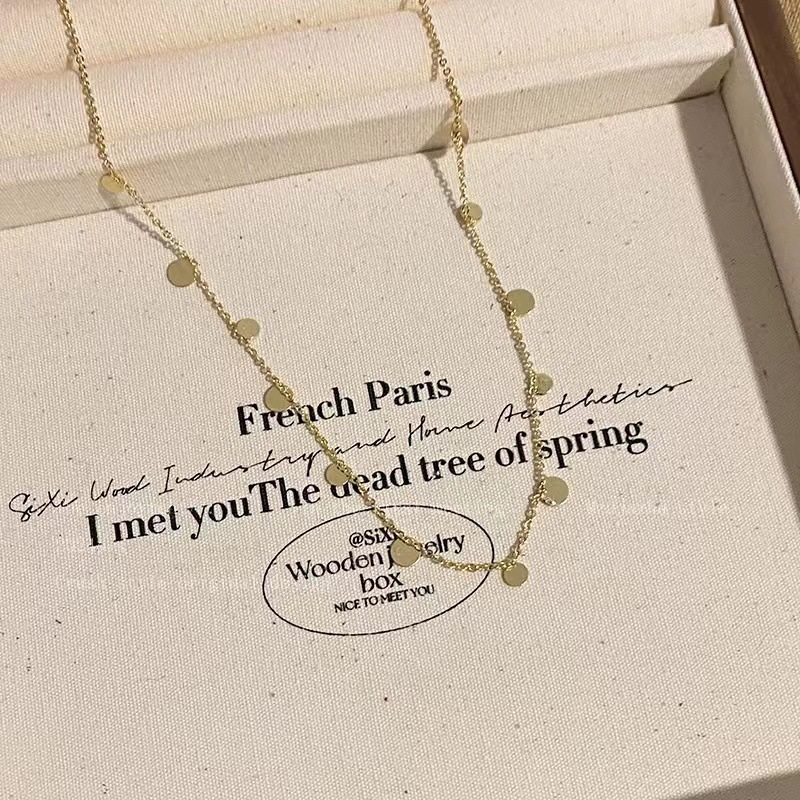 French Paris
SiXi Wood Industry and Home Aesthetics
I met youThe dead tree of spring
@SiXi
Wooden jewelry
box
NICE TO MEET YOU